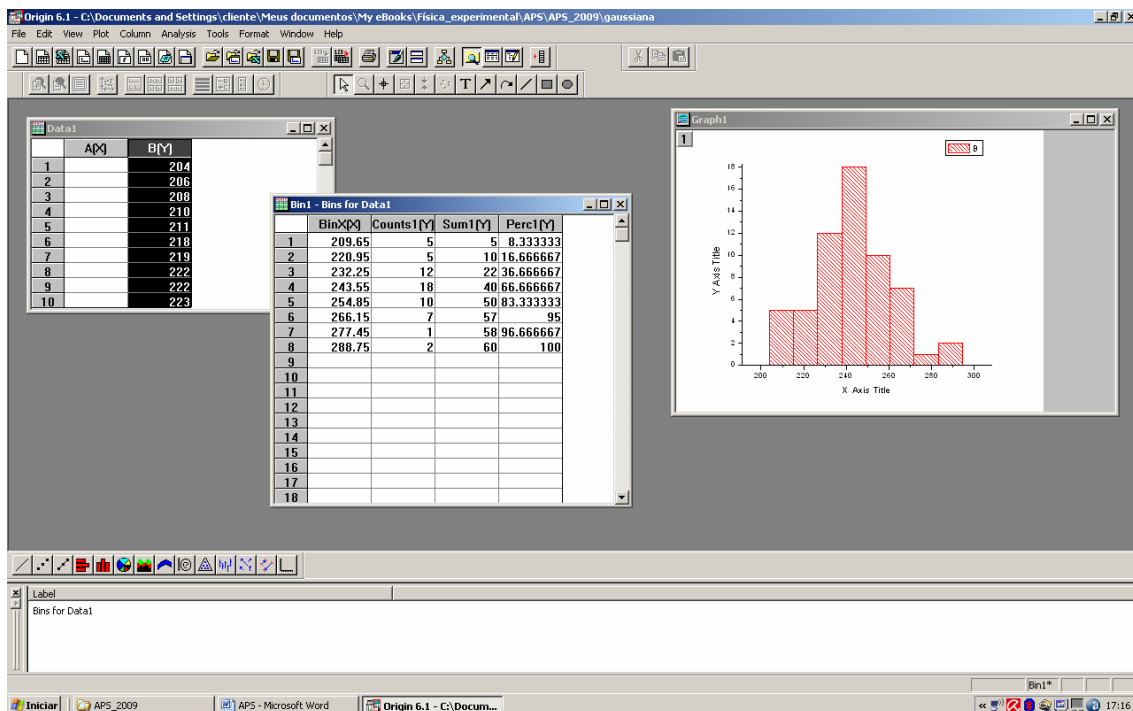 Origin 6.1 - C:\Documents and Settings\cliente\Meus documentos\My eBooks\Física_experimental\APS\APS_2009\gaussiana
File Edit View Plot Column Analysis Tools Format Window Help
Data1
A(X) B(Y)
1 204
2 206
3 208
4 210
5 211
6 218
7 219
8 222
9 222
10 223
Bin1 - Bins for Data1
BinX(X) Counts1(Y) Sum1(Y) Perc1(Y)
1 209.65 5 5 8.333333
2 220.95 5 10 16.666667
3 232.25 12 22 36.666667
4 243.55 18 40 66.666667
5 254.85 10 50 83.333333
6 266.15 7 57 95
7 277.45 1 58 96.666667
8 288.75 2 60 100
9
10
11
12
13
14
15
16
17
18
Graph1
1
B
18
16
14
12
10
8
6
4
2
0
Y Axis Title
200 220 240 260 280 300
X Axis Title
Label
Bins for Data1
Bin1*
Iniciar
APS_2009
APS - Microsoft Word
Origin 6.1 - C:\Docum...
17:16